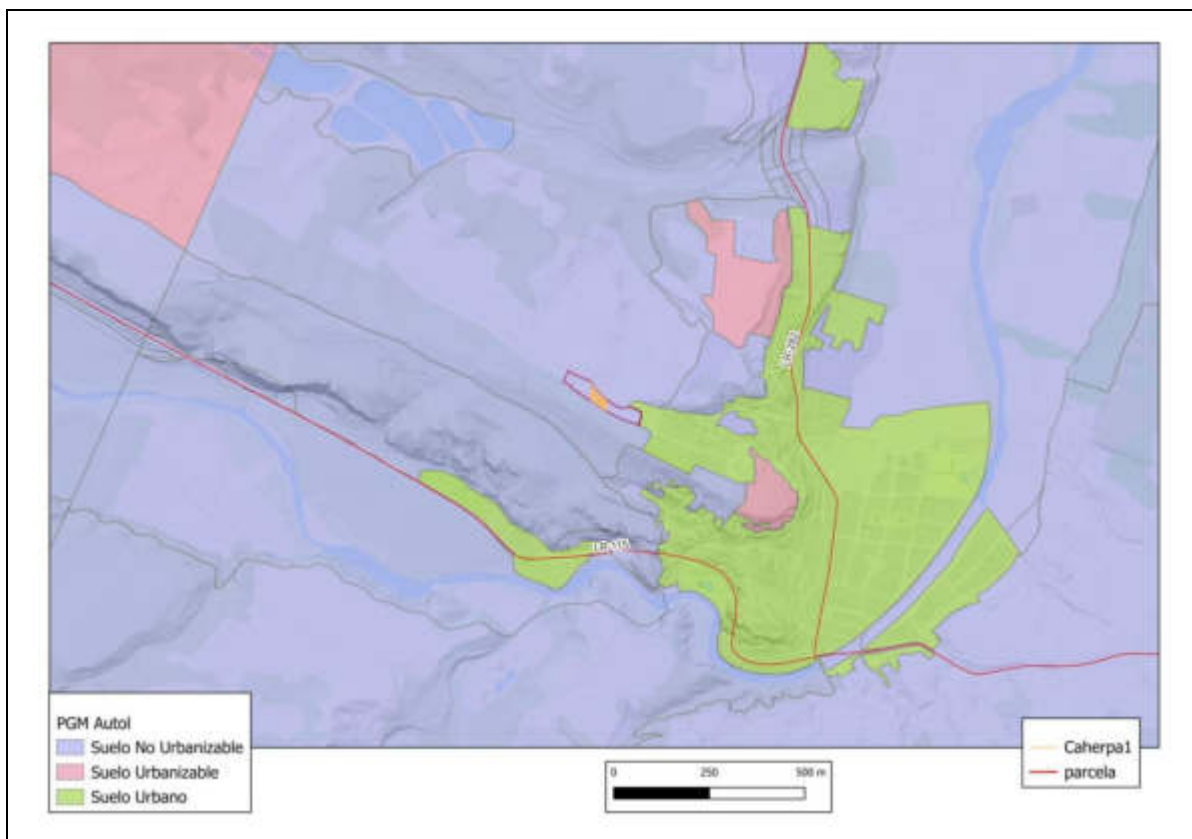 LR-282
LR-115
PGM Autol
Suelo No Urbanizable
Suelo Urbanizable
Suelo Urbano
0 250 500 m
Caherpa1
parcela